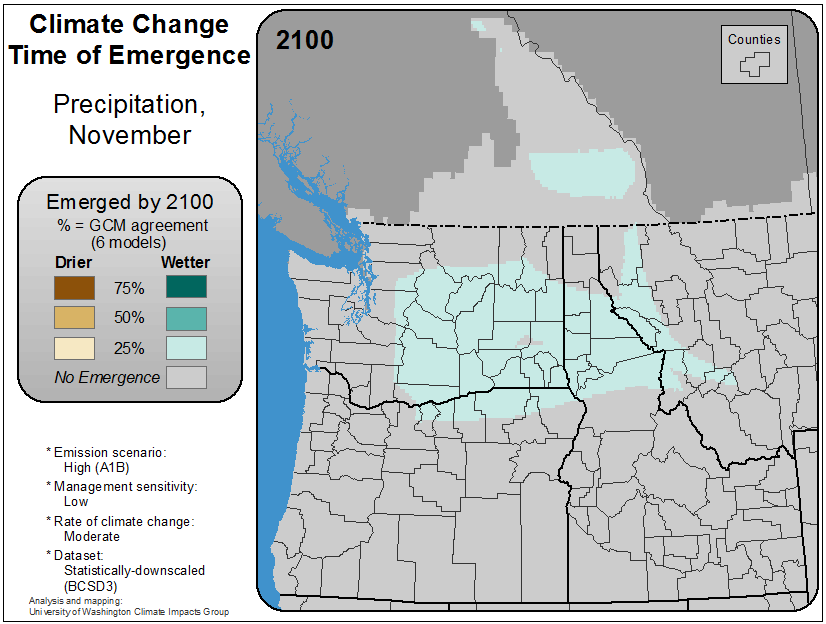 Climate Change
Time of Emergence
Precipitation,
November
Emerged by 2100
% = GCM agreement
(6 models)
Drier Wetter
75%
50%
25%
No Emergence
* Emission scenario:
High (A1B)
* Management sensitivity:
Low
* Rate of climate change:
Moderate
* Dataset:
Statistically-downscaled
(BCSD3)
Analysis and mapping:
University of Washington Climate Impacts Group
2100
Counties